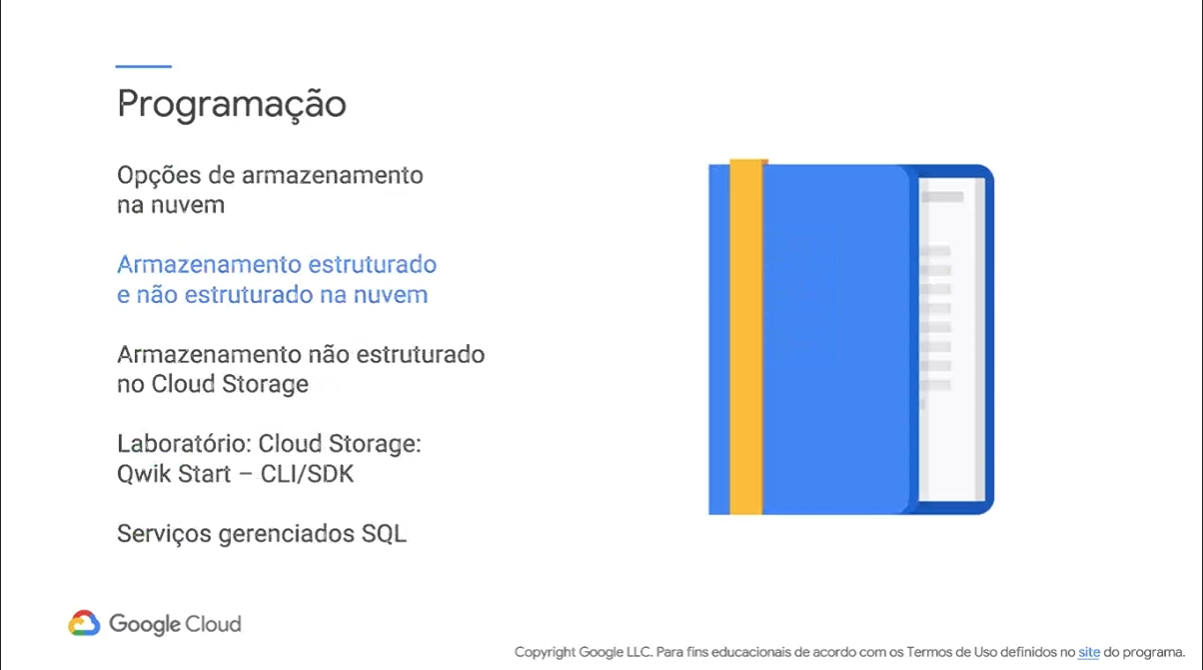 Programação
Opções de armazenamento
na nuvem
Armazenamento estruturado
e não estruturado na nuvem
Armazenamento não estruturado
no Cloud Storage
Laboratório: Cloud Storage:
Qwik Start – CLI/SDK
Serviços gerenciados SQL
Google Cloud
Copyright Google LLC. Para fins educacionais de acordo com os Termos de Uso definidos no site do programa.